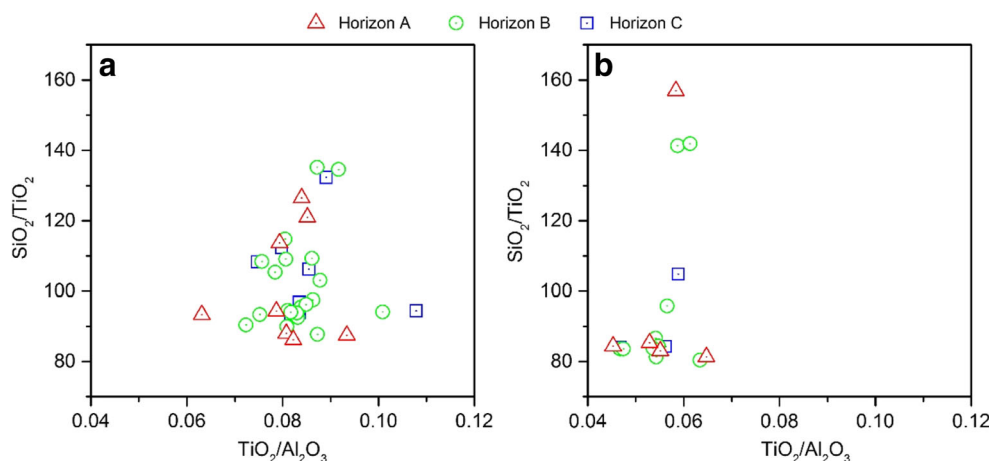 Horizon A Horizon B Horizon C
a
160
140
120
100
80
SiO₂/TiO₂
0.04 0.06 0.08 0.10 0.12
TiO₂/Al₂O₃
b
160
140
120
100
80
SiO₂/TiO₂
0.04 0.06 0.08 0.10 0.12
TiO₂/Al₂O₃